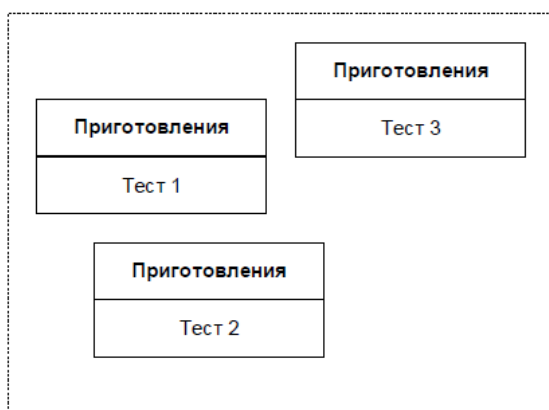 Приготовления
Тест 3
Приготовления
Тест 1
Приготовления
Тест 2